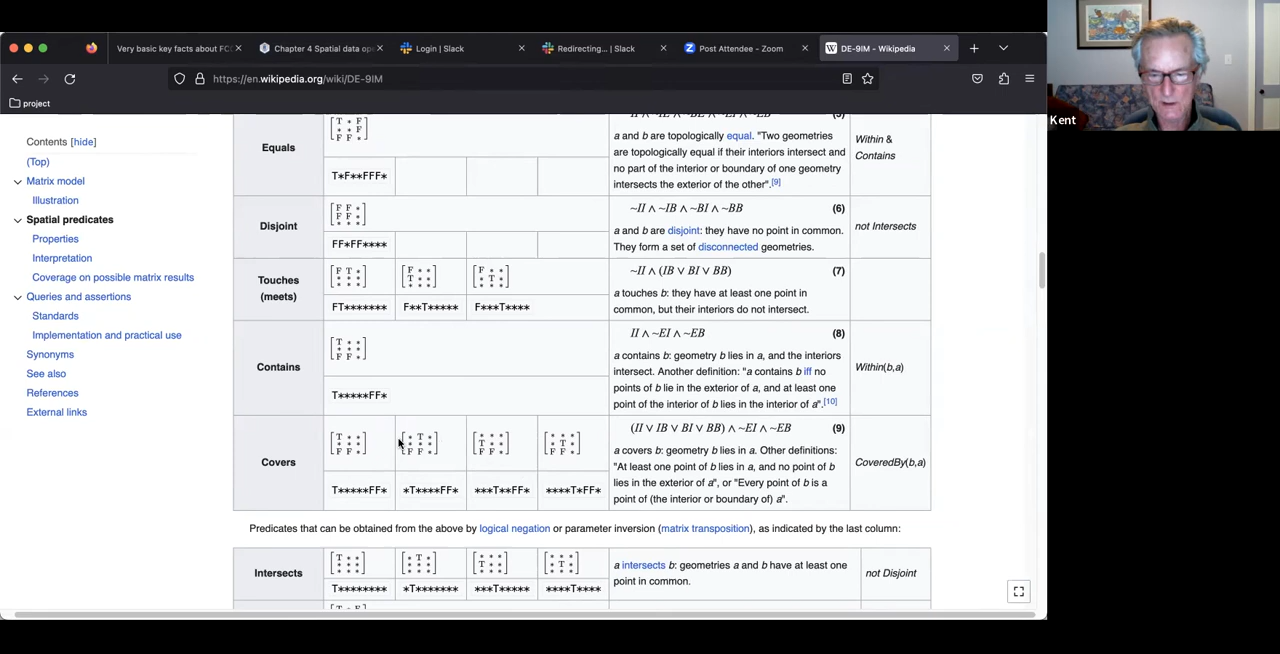 Very basic key facts about FC
Chapter 4 Spatial data op
Login | Slack
Redirecting... | Slack
Post Attendee - Zoom
DE-9IM - Wikipedia
https://en.wikipedia.org/wiki/DE-9IM
project
Kent
Contents [hide]
(Top)
Matrix model
Illustration
Spatial predicates
Properties
Interpretation
Coverage on possible matrix results
Queries and assertions
Standards
Implementation and practical use
Synonyms
See also
References
External links
Equals
T * F
* * F
F F *
T*F**FFF*
a and b are topologically equal. "Two geometries
are topologically equal if their interiors intersect and
no part of the interior or boundary of one geometry
intersects the exterior of the other".[9]
Within &
Contains
Disjoint
F F *
F F *
* * *
FF*FF****
~II ∧ ~IB ∧ ~BI ∧ ~BB (6)
a and b are disjoint: they have no point in common.
They form a set of disconnected geometries.
not Intersects
Touches
(meets)
F T *
* * *
* * *
F * *
T * *
* * *
F * *
* T *
* * *
FT******* F**T***** F***T****
~II ∧ (IB ∨ BI ∨ BB) (7)
a touches b: they have at least one point in
common, but their interiors do not intersect.
Contains
T * *
* * *
F F *
T*****FF*
II ∧ ~EI ∧ ~EB (8)
a contains b: geometry b lies in a, and the interiors
intersect. Another definition: "a contains b iff no
points of b lie in the exterior of a, and at least one
point of the interior of b lies in the interior of a".[10]
Within(b,a)
Covers
T * *
* * *
F F *
* T *
* * *
F F *
* * *
T * *
F F *
* * *
* T *
F F *
T*****FF* *T****FF* ***T**FF* ****T*FF*
(II ∨ IB ∨ BI ∨ BB) ∧ ~EI ∧ ~EB (9)
a covers b: geometry b lies in a. Other definitions:
"At least one point of b lies in a, and no point of b
lies in the exterior of a", or "Every point of b is a
point of (the interior or boundary of) a".
CoveredBy(b,a)
Predicates that can be obtained from the above by logical negation or parameter inversion (matrix transposition), as indicated by the last column:
Intersects
T * *
* * *
* * *
* T *
* * *
* * *
* * *
T * *
* * *
* * *
* T *
* * *
T******** *T******* ***T***** ****T****
a intersects b: geometries a and b have at least one
point in common.
not Disjoint